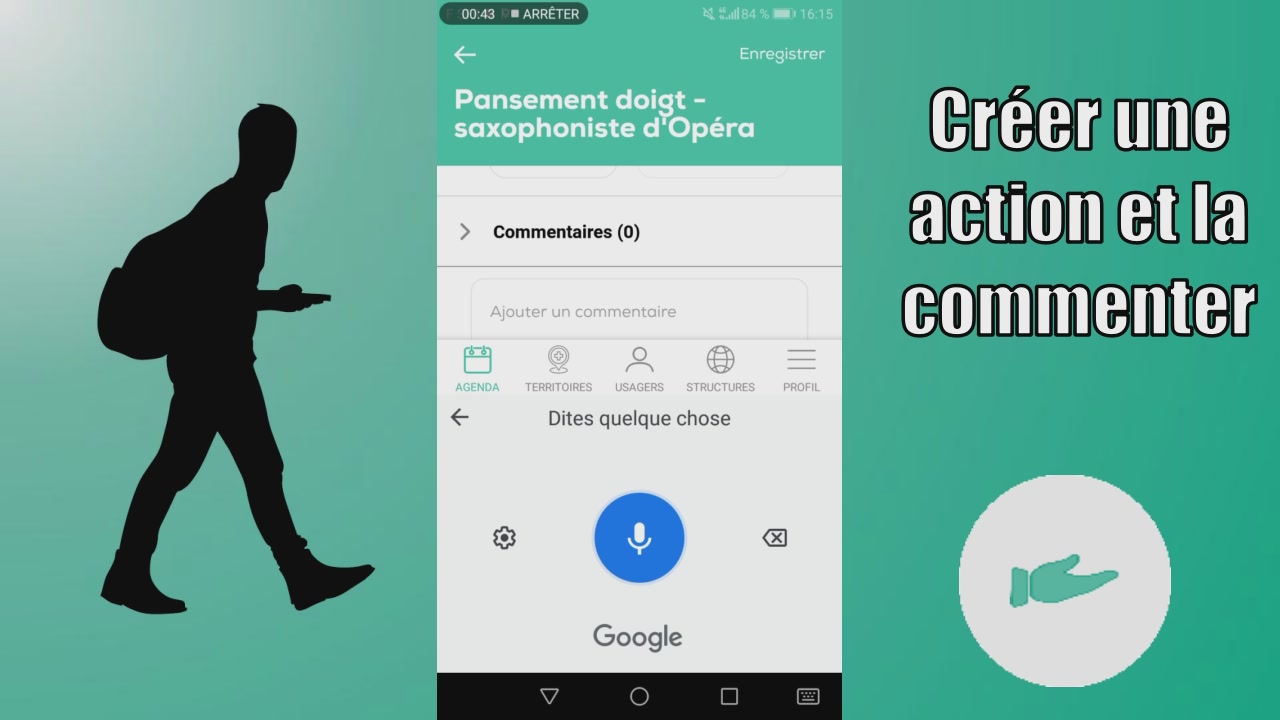 00:43 ARRÊTER
84 % 16:15
Enregistrer
Pansement doigt -
saxophoniste d'Opéra
Commentaires (0)
Ajouter un commentaire
AGENDA TERRITOIRES USAGERS STRUCTURES PROFIL
Dites quelque chose
Google
Créer une
action et la
commenter